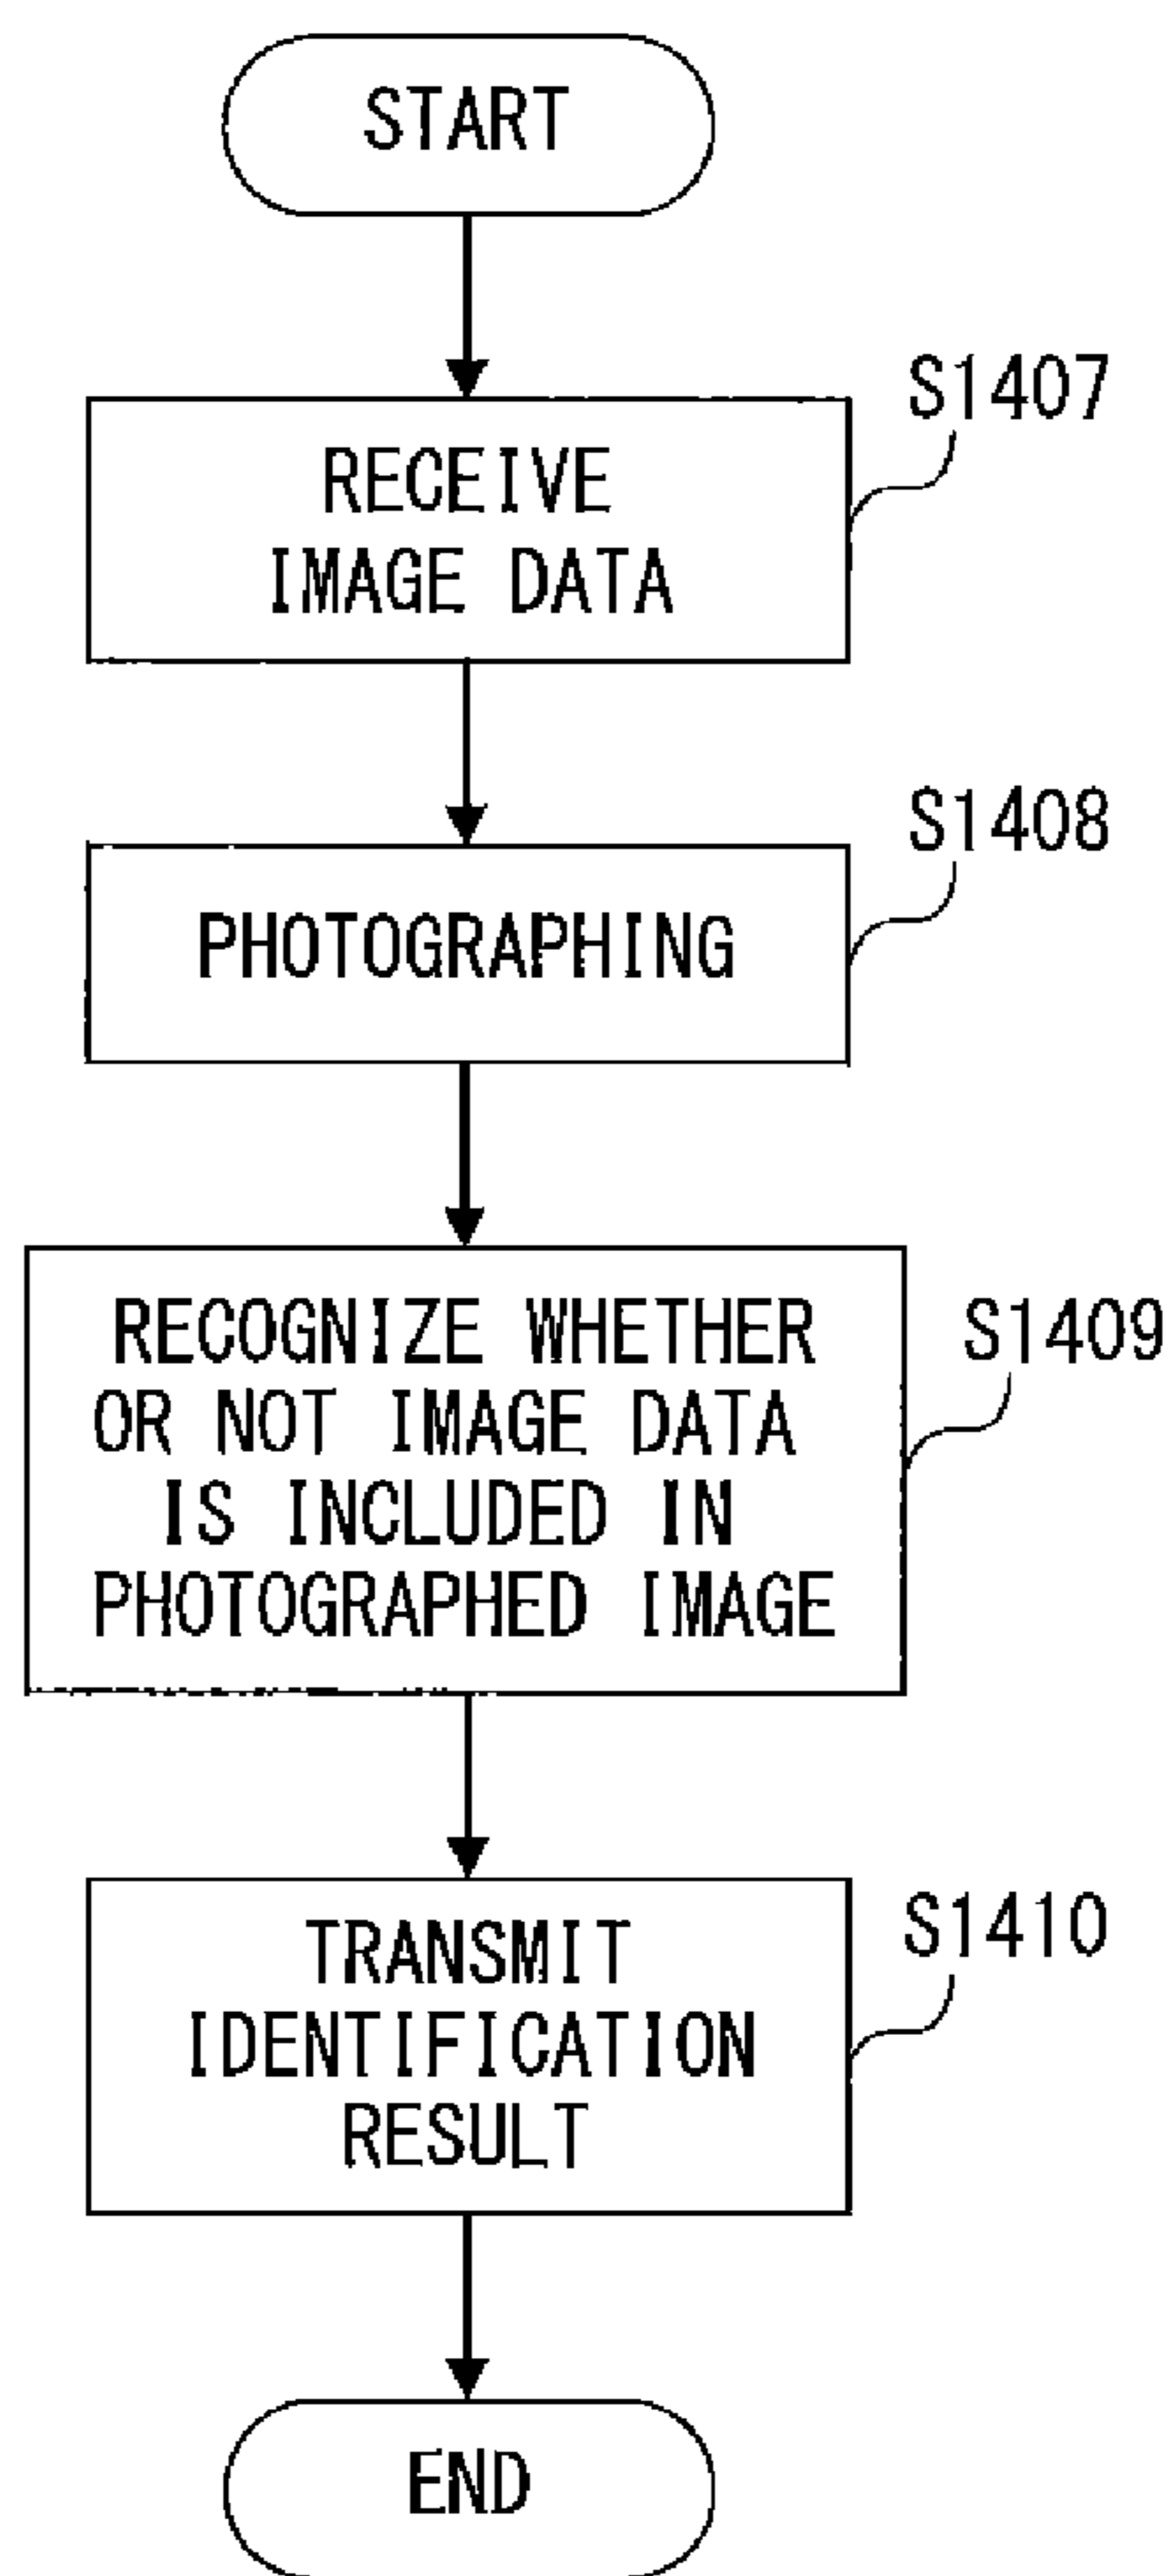 START
S1407
RECEIVE
IMAGE DATA
S1408
PHOTOGRAPHING
S1409
RECOGNIZE WHETHER
OR NOT IMAGE DATA
IS INCLUDED IN
PHOTOGRAPHED IMAGE
S1410
TRANSMIT
IDENTIFICATION
RESULT
END